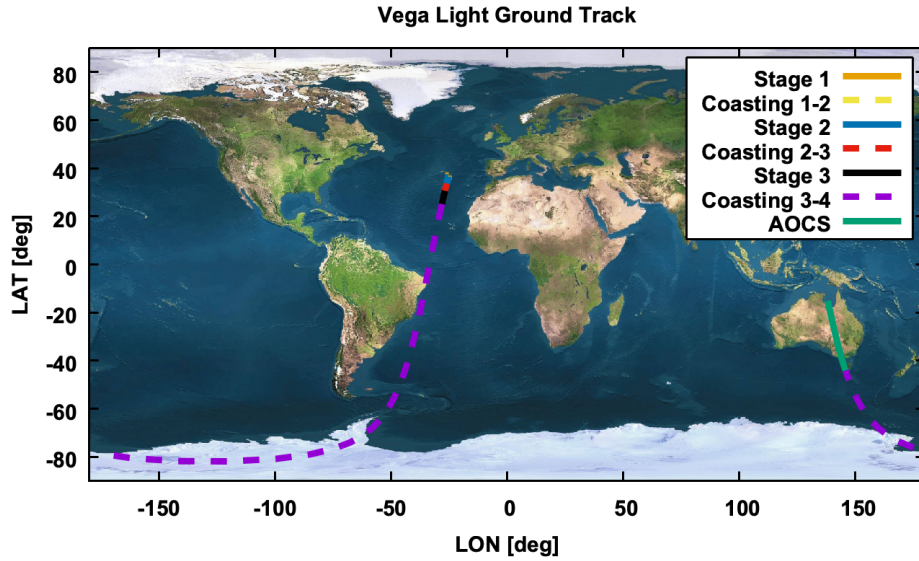 Vega Light Ground Track
Stage 1
Coasting 1-2
Stage 2
Coasting 2-3
Stage 3
Coasting 3-4
AOCS
LAT [deg]
80
60
40
20
0
-20
-40
-60
-80
-150
-100
-50
0
50
100
150
LON [deg]